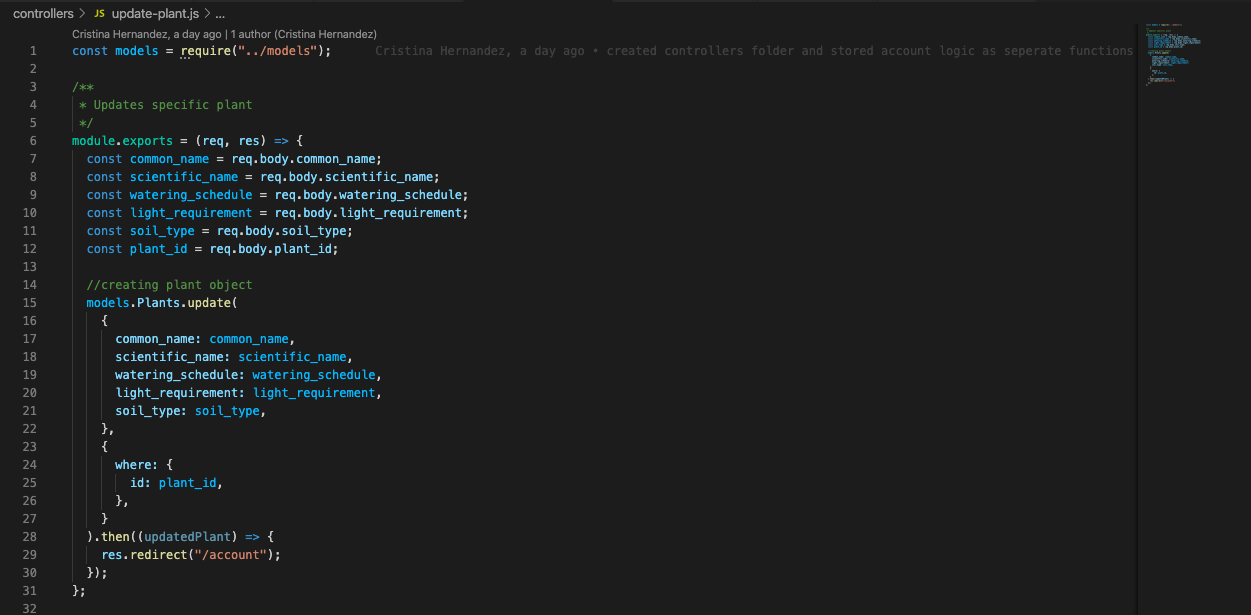 controllers > JS update-plant.js > ...
Cristina Hernandez, a day ago | 1 author (Cristina Hernandez)
1 const models = require("../models"); Cristina Hernandez, a day ago • created controllers folder and stored account logic as seperate functions
2
3 /**
4  * Updates specific plant
5  */
6 module.exports = (req, res) => {
7   const common_name = req.body.common_name;
8   const scientific_name = req.body.scientific_name;
9   const watering_schedule = req.body.watering_schedule;
10   const light_requirement = req.body.light_requirement;
11   const soil_type = req.body.soil_type;
12   const plant_id = req.body.plant_id;
13
14   //creating plant object
15   models.Plants.update(
16     {
17       common_name: common_name,
18       scientific_name: scientific_name,
19       watering_schedule: watering_schedule,
20       light_requirement: light_requirement,
21       soil_type: soil_type,
22     },
23     {
24       where: {
25         id: plant_id,
26       },
27     }
28   ).then((updatedPlant) => {
29     res.redirect("/account");
30   });
31 };
32